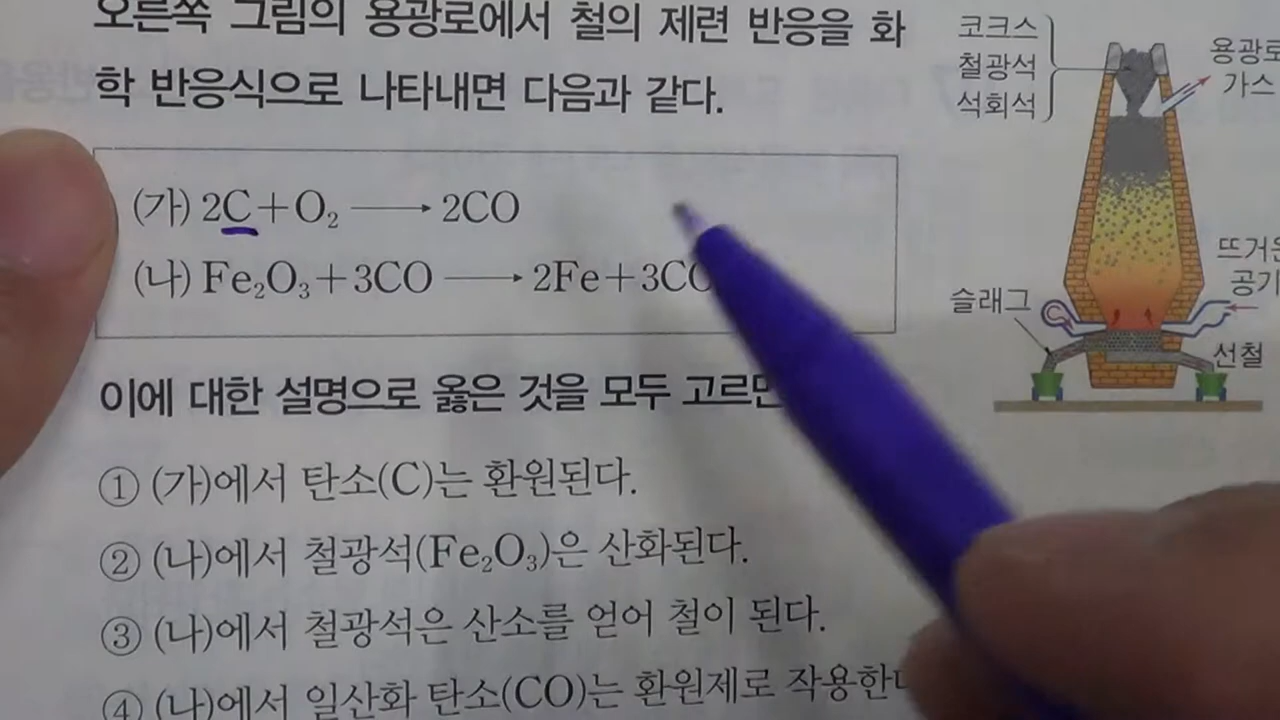 오른쪽 그림의 용광로에서 철의 제련 반응을 화
학 반응식으로 나타내면 다음과 같다.
(가) 2C+O₂ ⟶ 2CO
(나) Fe₂O₃+3CO ⟶ 2Fe+3CO
이에 대한 설명으로 옳은 것을 모두 고르면
① (가)에서 탄소(C)는 환원된다.
② (나)에서 철광석(Fe₂O₃)은 산화된다.
③ (나)에서 철광석은 산소를 얻어 철이 된다.
④ (나)에서 일산화 탄소(CO)는 환원제로 작용한
코크스
철광석
석회석
용광로
가스
뜨거운
공기
슬래그
선철